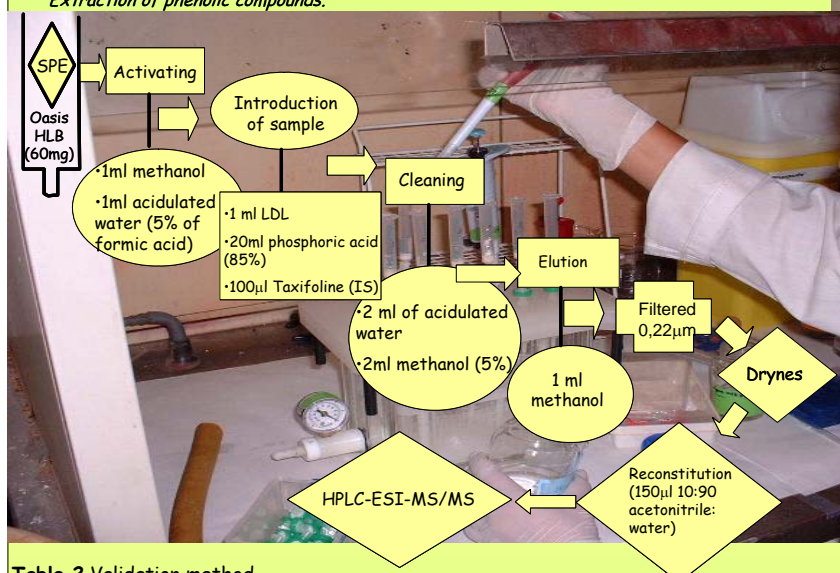 Extraction of phenolic compounds.
SPE
Oasis
HLB
(60mg)
Activating
•1ml methanol
•1ml acidulated
water (5% of
formic acid)
Introduction
of sample
•1 ml LDL
•20ml phosphoric acid
(85%)
•100μl Taxifoline (IS)
Cleaning
•2 ml of acidulated
water
•2ml methanol (5%)
Elution
1 ml
methanol
Filtered
0,22μm
Drynes
Reconstitution
(150μl 10:90
acetonitrile:
water)
HPLC-ESI-MS/MS
Table 2 Validation method